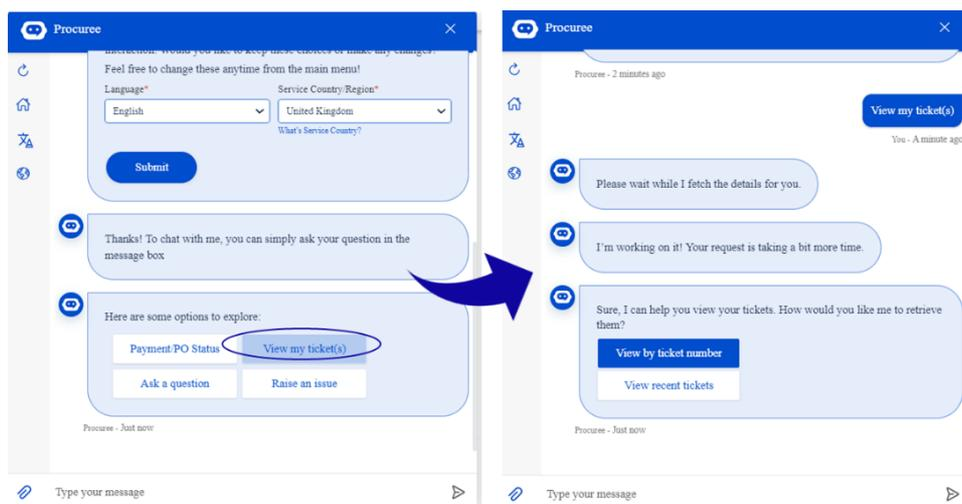 Procuree
interaction. Would you like to keep these choices or make any changes?
Feel free to change these anytime from the main menu!
Language*
Service Country/Region*
English
United Kingdom
What's Service Country?
Submit
Thanks! To chat with me, you can simply ask your question in the
message box
Here are some options to explore:
Payment/PO Status
View my ticket(s)
Ask a question
Raise an issue
Procuree - Just now
Type your message
Procuree
Procuree - 2 minutes ago
View my ticket(s)
You - A minute ago
Please wait while I fetch the details for you.
I'm working on it! Your request is taking a bit more time.
Sure, I can help you view your tickets. How would you like me to retrieve
them?
View by ticket number
View recent tickets
Procuree - Just now
Type your message